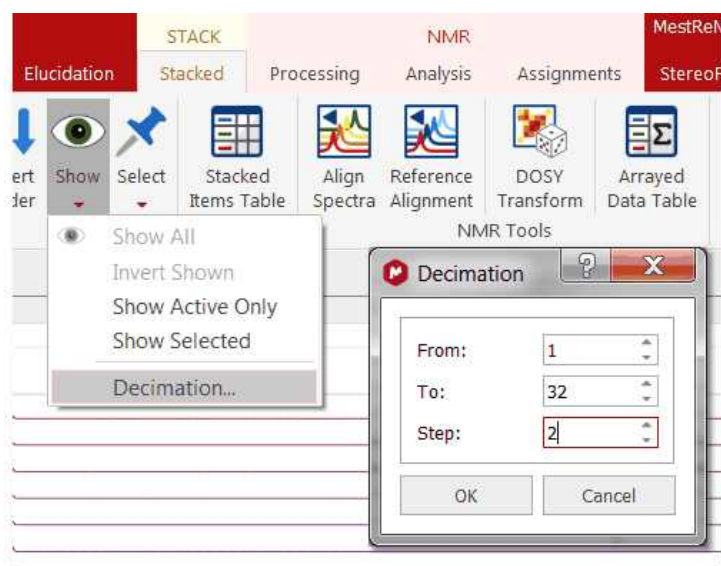 STACK NMR MestReN
Elucidation Stacked Processing Analysis Assignments StereoF
ert Show Select Stacked Align Reference DOSY Arrayed
der Items Table Spectra Alignment Transform Data Table
NMR Tools
Show All
Invert Shown
Show Active Only
Show Selected
Decimation...
Decimation
From: 1
To: 32
Step: 2
OK Cancel